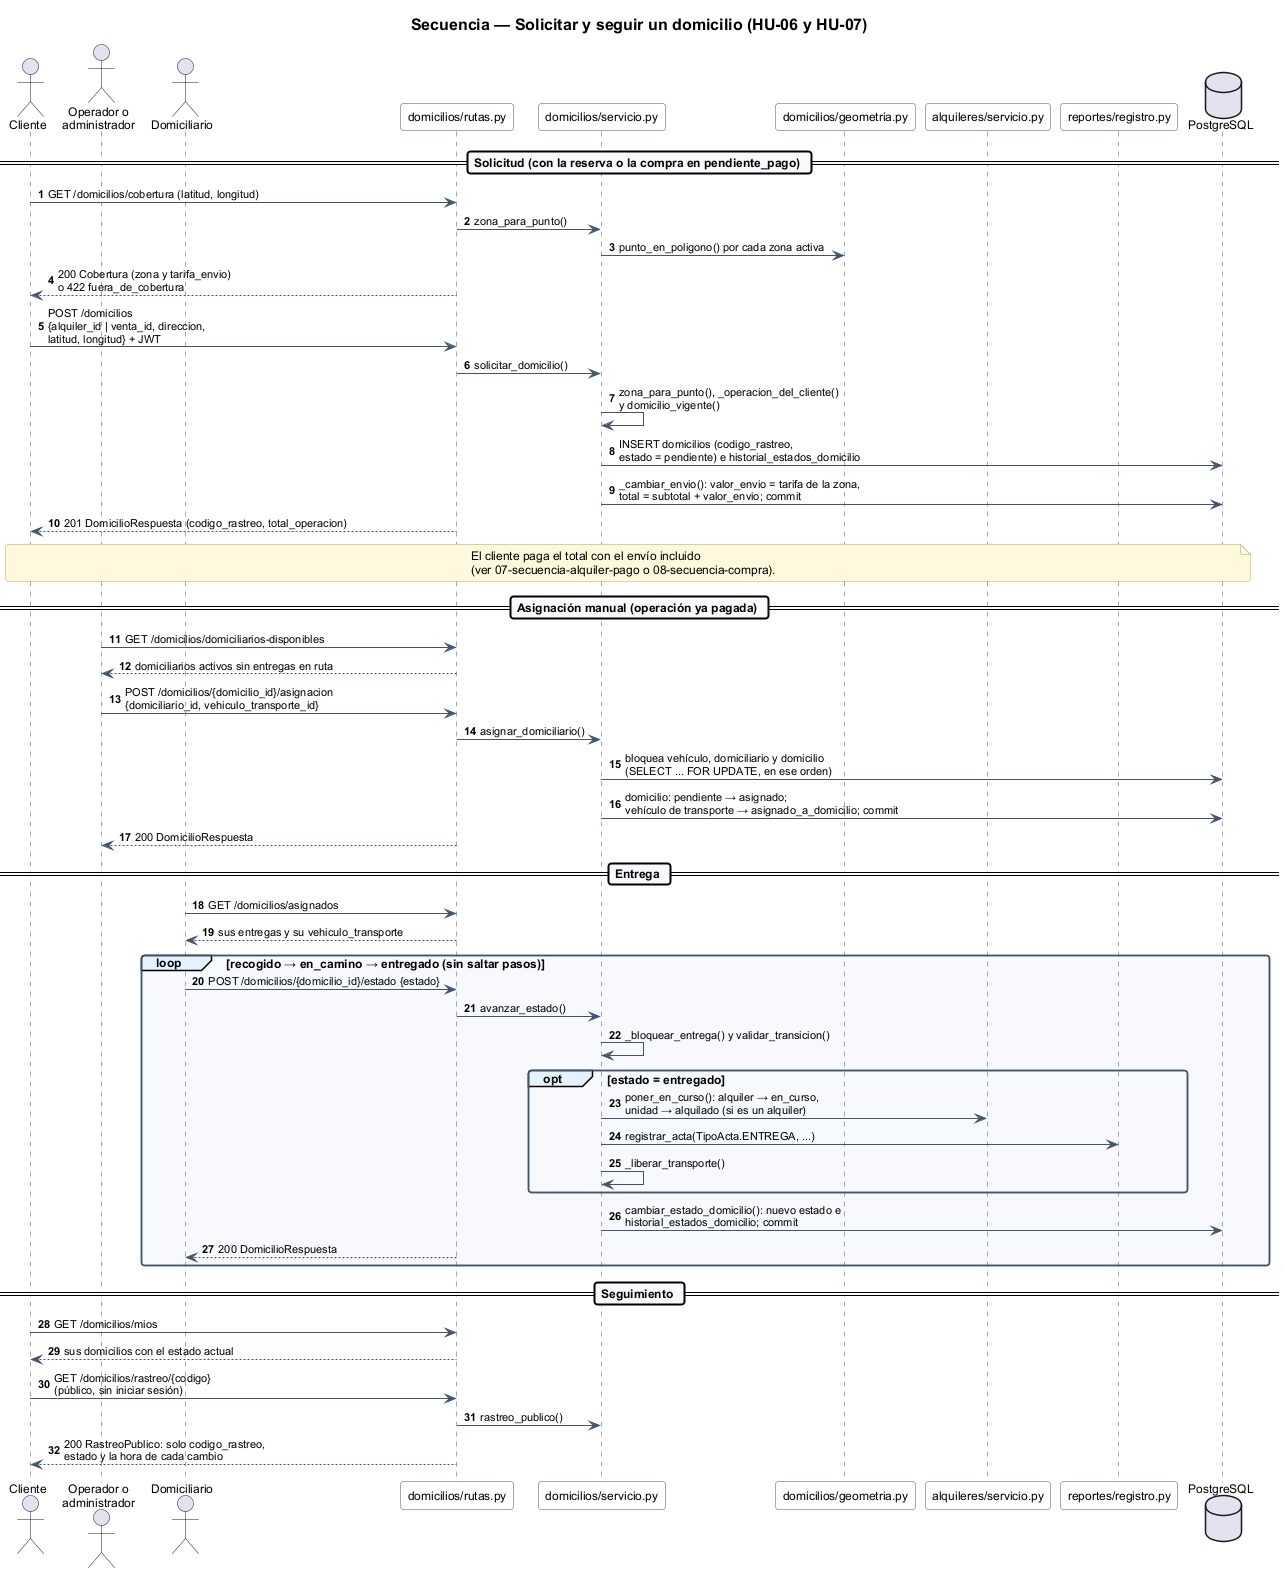 Secuencia — Solicitar y seguir un domicilio (HU-06 y HU-07)
Cliente
Operador o
administrador
Domiciliario
domicilios/rutas.py
domicilios/servicio.py
domicilios/geometria.py
alquileres/servicio.py
reportes/registro.py
PostgreSQL
Solicitud (con la reserva o la compra en pendiente_pago)
1 GET /domicilios/cobertura (latitud, longitud)
2 zona_para_punto()
3 punto_en_poligono() por cada zona activa
4 200 Cobertura (zona y tarifa_envio)
o 422 fuera_de_cobertura
5 POST /domicilios
{alquiler_id | venta_id, direccion,
latitud, longitud} + JWT
6 solicitar_domicilio()
7 zona_para_punto(), _operacion_del_cliente()
y domicilio_vigente()
8 INSERT domicilios (codigo_rastreo,
estado = pendiente) e historial_estados_domicilio
9 _cambiar_envio(): valor_envio = tarifa de la zona,
total = subtotal + valor_envio; commit
10 201 DomicilioRespuesta (codigo_rastreo, total_operacion)
El cliente paga el total con el envío incluido
(ver 07-secuencia-alquiler-pago o 08-secuencia-compra).
Asignación manual (operación ya pagada)
11 GET /domicilios/domiciliarios-disponibles
12 domiciliarios activos sin entregas en ruta
13 POST /domicilios/{domicilio_id}/asignacion
{domiciliario_id, vehiculo_transporte_id}
14 asignar_domiciliario()
15 bloquea vehículo, domiciliario y domicilio
(SELECT ... FOR UPDATE, en ese orden)
16 domicilio: pendiente → asignado;
vehículo de transporte → asignado_a_domicilio; commit
17 200 DomicilioRespuesta
Entrega
18 GET /domicilios/asignados
19 sus entregas y su vehiculo_transporte
loop [recogido → en_camino → entregado (sin saltar pasos)]
20 POST /domicilios/{domicilio_id}/estado {estado}
21 avanzar_estado()
22 _bloquear_entrega() y validar_transicion()
opt [estado = entregado]
23 poner_en_curso(): alquiler → en_curso,
unidad → alquilado (si es un alquiler)
24 registrar_acta(TipoActa.ENTREGA, ...)
25 _liberar_transporte()
26 cambiar_estado_domicilio(): nuevo estado e
historial_estados_domicilio; commit
27 200 DomicilioRespuesta
Seguimiento
28 GET /domicilios/mios
29 sus domicilios con el estado actual
30 GET /domicilios/rastreo/{codigo}
(público, sin iniciar sesión)
31 rastreo_publico()
32 200 RastreoPublico: solo codigo_rastreo,
estado y la hora de cada cambio
Cliente
Operador o
administrador
Domiciliario
domicilios/rutas.py
domicilios/servicio.py
domicilios/geometria.py
alquileres/servicio.py
reportes/registro.py
PostgreSQL